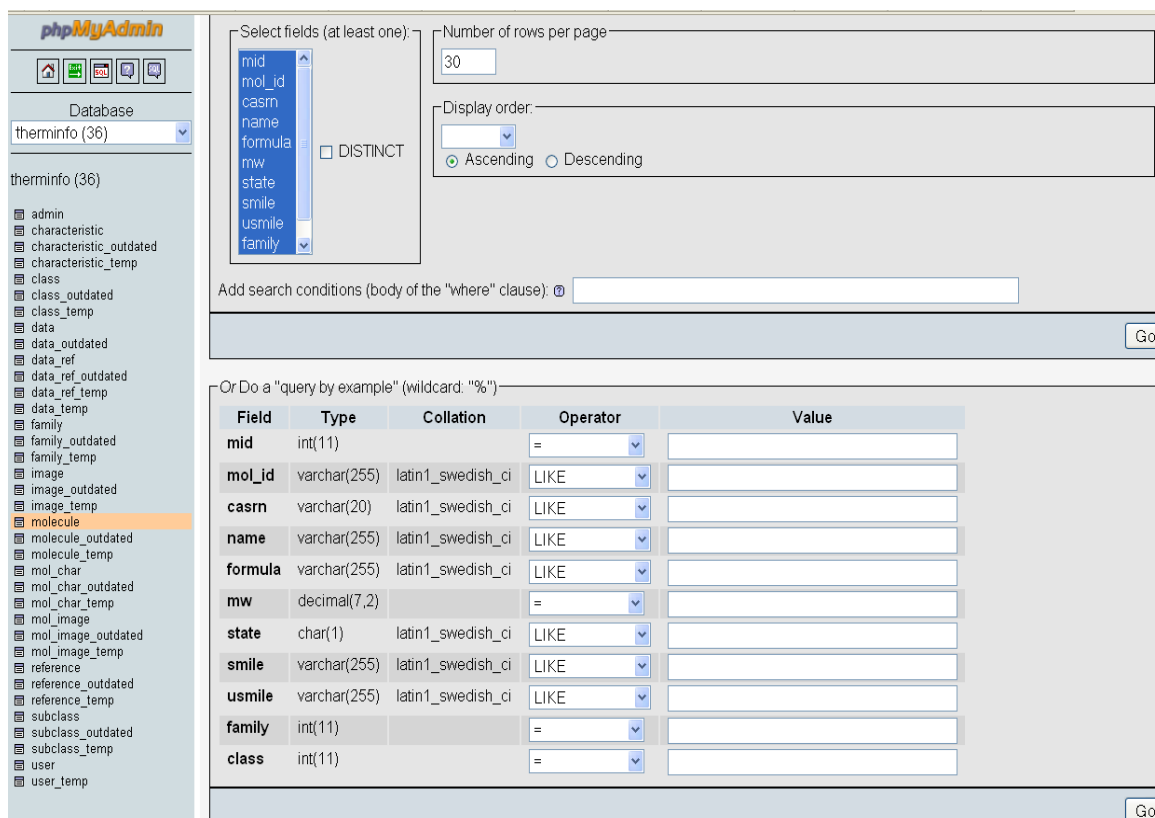 phpMyAdmin
Database
therminfo (36)
therminfo (36)
admin
characteristic
characteristic_outdated
characteristic_temp
class
class_outdated
class_temp
data
data_outdated
data_ref
data_ref_outdated
data_ref_temp
data_temp
family
family_outdated
family_temp
image
image_outdated
image_temp
molecule
molecule_outdated
molecule_temp
mol_char
mol_char_outdated
mol_char_temp
mol_image
mol_image_outdated
mol_image_temp
reference
reference_outdated
reference_temp
subclass
subclass_outdated
subclass_temp
user
user_temp
Select fields (at least one):
mid
mol_id
casrn
name
formula
mw
state
smile
usmile
family
DISTINCT
Number of rows per page
30
Display order:
Ascending Descending
Add search conditions (body of the "where" clause):
Go
Or Do a "query by example" (wildcard: "%")
Field Type Collation Operator Value
mid int(11) =
mol_id varchar(255) latin1_swedish_ci LIKE
casrn varchar(20) latin1_swedish_ci LIKE
name varchar(255) latin1_swedish_ci LIKE
formula varchar(255) latin1_swedish_ci LIKE
mw decimal(7,2) =
state char(1) latin1_swedish_ci LIKE
smile varchar(255) latin1_swedish_ci LIKE
usmile varchar(255) latin1_swedish_ci LIKE
family int(11) =
class int(11) =
Go